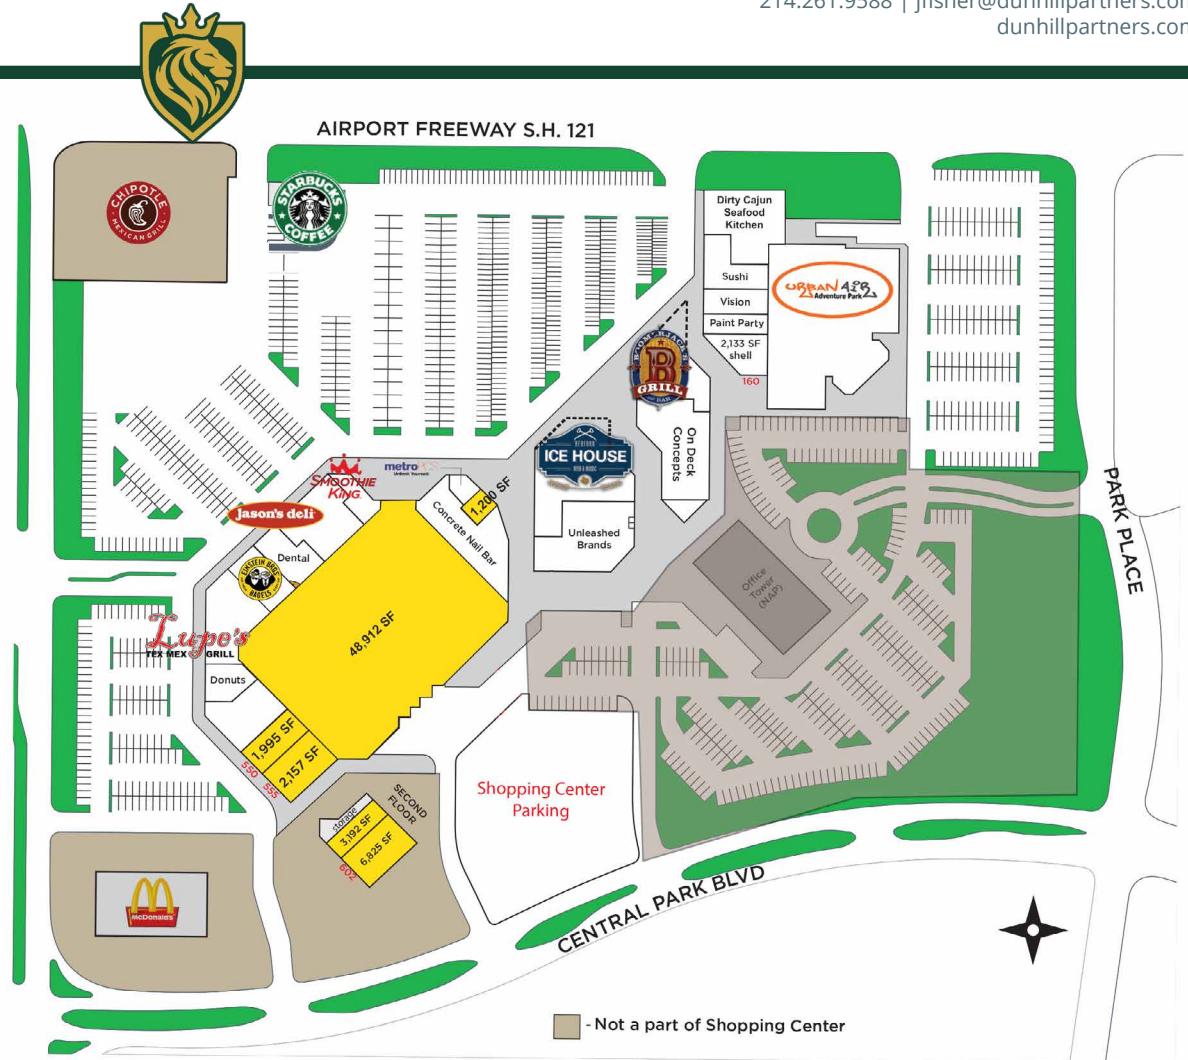 214.261.9588 | jfisher@dunhillpartners.com
dunhillpartners.com
AIRPORT FREEWAY S.H. 121
CHIPOTLE
MEXICAN GRILL
STARBUCKS
COFFEE
Dirty Cajun
Seafood
Kitchen
Sushi
Vision
Paint Party
2,133 SF
shell
160
URBAN AIR
Adventure Park
BOOMERJACK'S
B
GRILL
BAR
On Deck
Concepts
ICE HOUSE
Unleashed
Brands
SMOOTHIE
KING
metroPCS
1,200 SF
Concrete Nail Bar
Jason's deli
Dental
EINSTEIN BROS
BAGELS
48,912 SF
Lupe's
TEX MEX GRILL
Donuts
1,995 SF
2,157 SF
550
555
Office
Tower
(NAP)
PARK PLACE
Shopping Center
Parking
SECOND
FLOOR
storage
3,192 SF
6,825 SF
602
McDonald's
CENTRAL PARK BLVD
- Not a part of Shopping Center